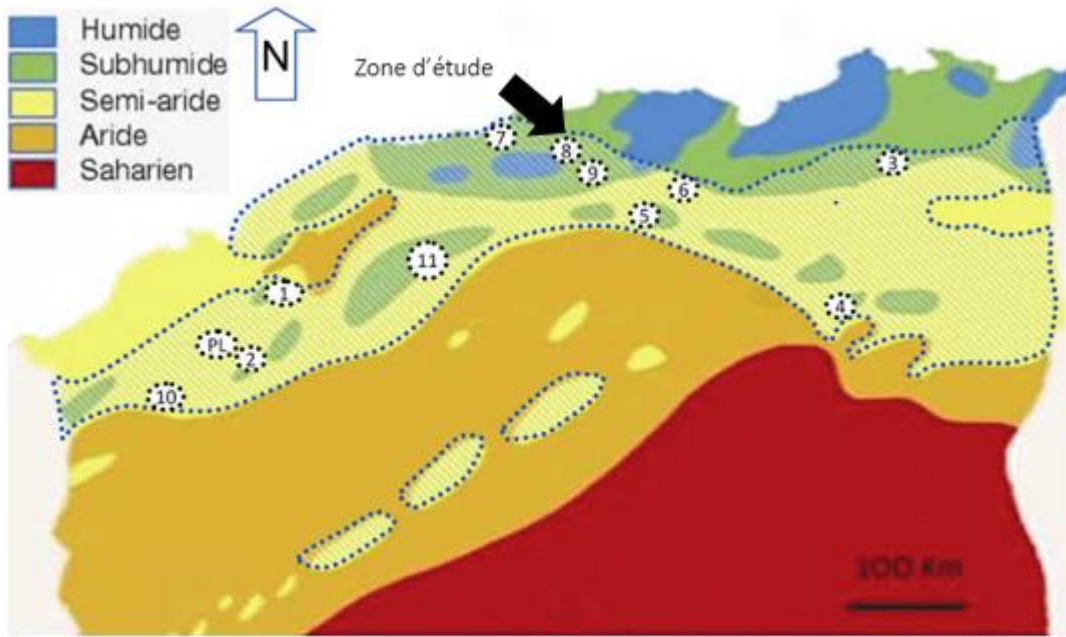 Humide
Subhumide
Semi-aride
Aride
Saharien
N
Zone d'étude
7
8
9
3
6
5
11
1
4
PL
2
10
100 Km